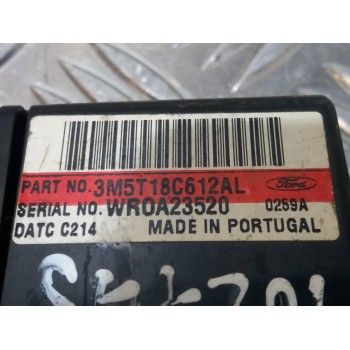 PART NO. 3M5T18C612AL Ford
SERIAL NO. WR0A23520 0259A
DATC C214 MADE IN PORTUGAL